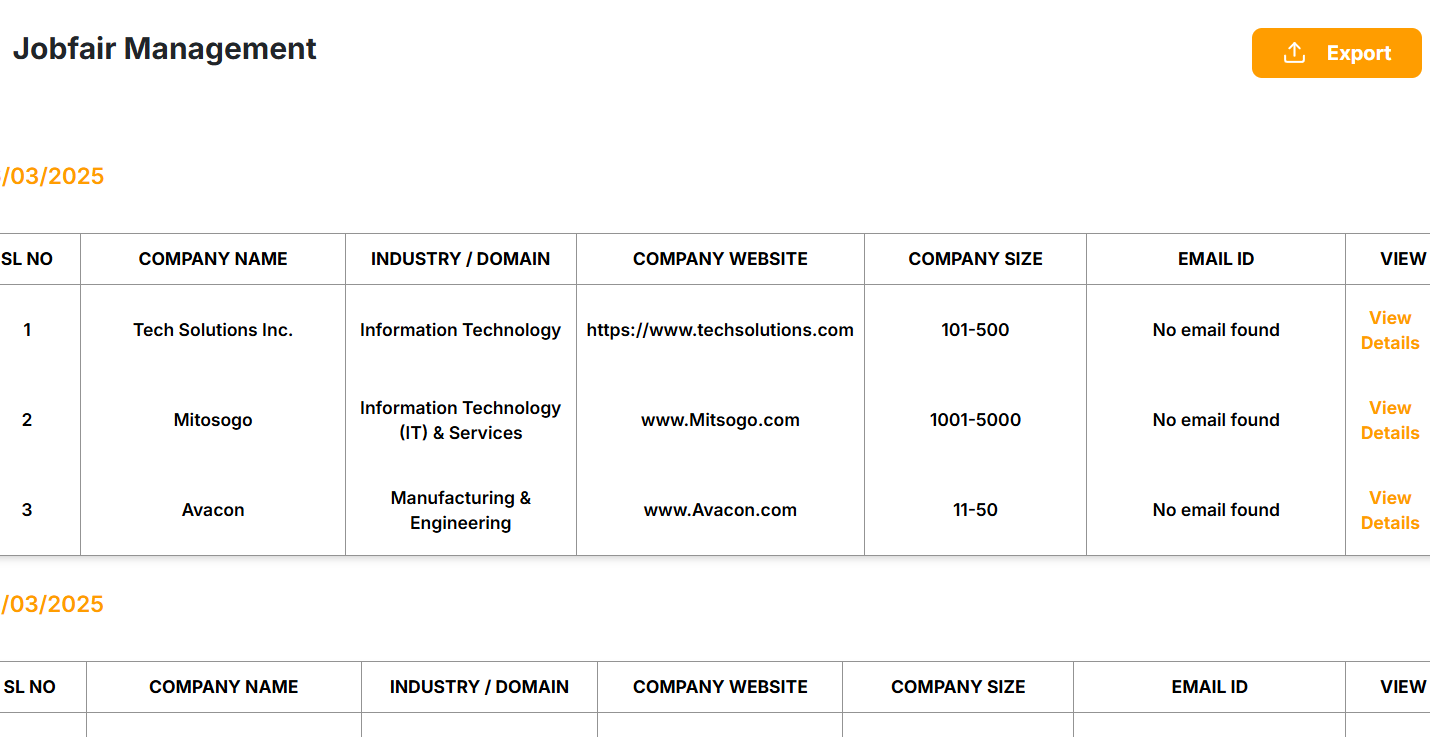 Jobfair Management
Export
/03/2025
SL NO COMPANY NAME INDUSTRY / DOMAIN COMPANY WEBSITE COMPANY SIZE EMAIL ID VIEW
1 Tech Solutions Inc. Information Technology https://www.techsolutions.com 101-500 No email found View Details
2 Mitosogo Information Technology (IT) & Services www.Mitsogo.com 1001-5000 No email found View Details
3 Avacon Manufacturing & Engineering www.Avacon.com 11-50 No email found View Details
/03/2025
SL NO COMPANY NAME INDUSTRY / DOMAIN COMPANY WEBSITE COMPANY SIZE EMAIL ID VIEW